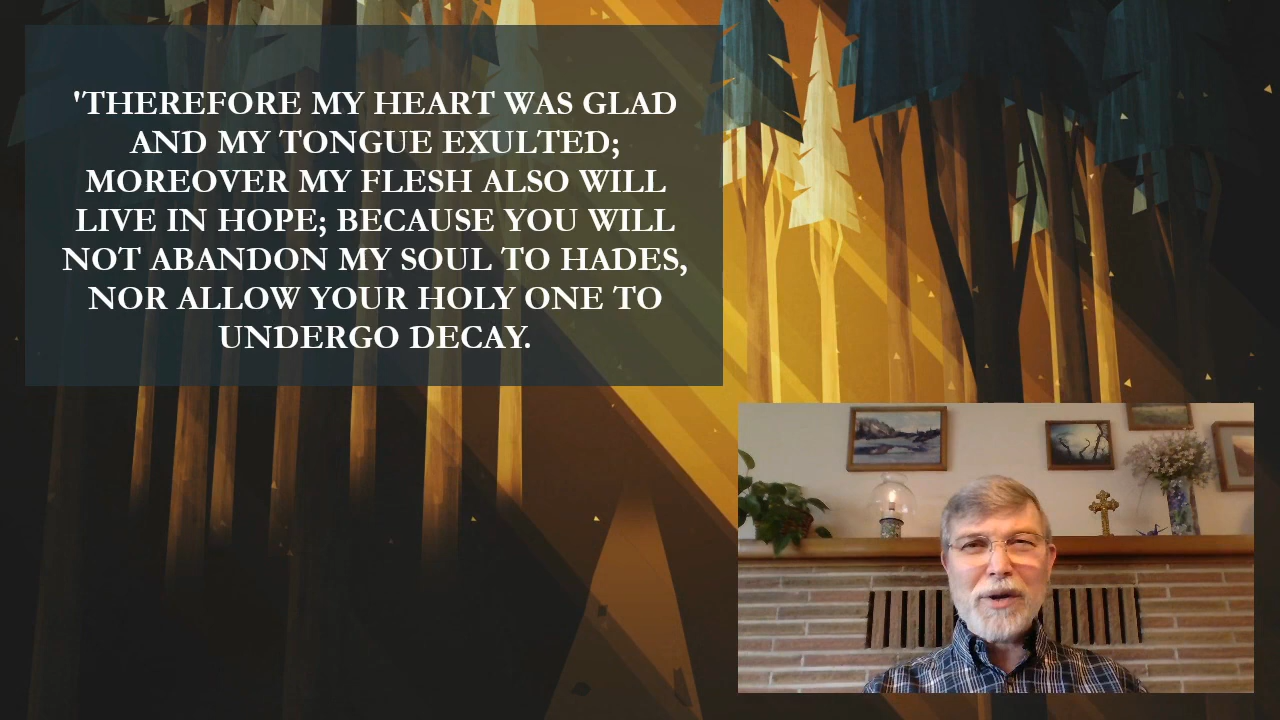 'THEREFORE MY HEART WAS GLAD
AND MY TONGUE EXULTED;
MOREOVER MY FLESH ALSO WILL
LIVE IN HOPE; BECAUSE YOU WILL
NOT ABANDON MY SOUL TO HADES,
NOR ALLOW YOUR HOLY ONE TO
UNDERGO DECAY.